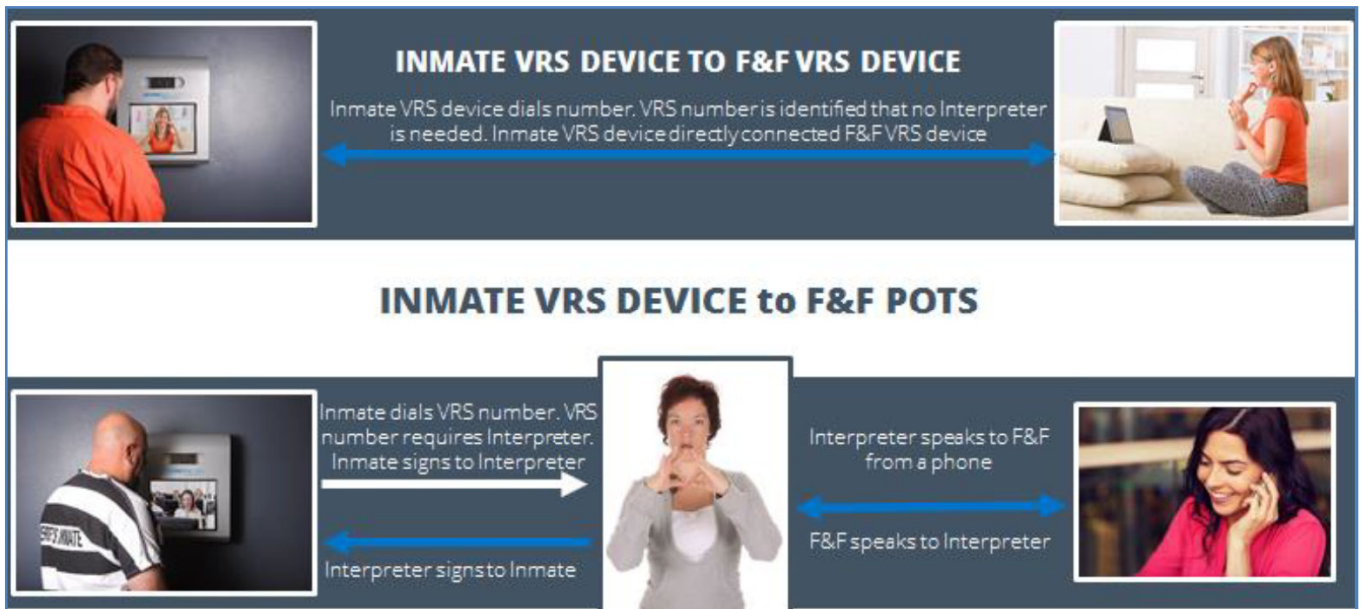 INMATE VRS DEVICE TO F&F VRS DEVICE
Inmate VRS device dials number. VRS number is identified that no Interpreter
is needed. Inmate VRS device directly connected F&F VRS device
INMATE VRS DEVICE to F&F POTS
Inmate dials VRS number. VRS
number requires Interpreter.
Inmate signs to Interpreter
Interpreter signs to Inmate
Interpreter speaks to F&F
from a phone
F&F speaks to Interpreter
INMATE